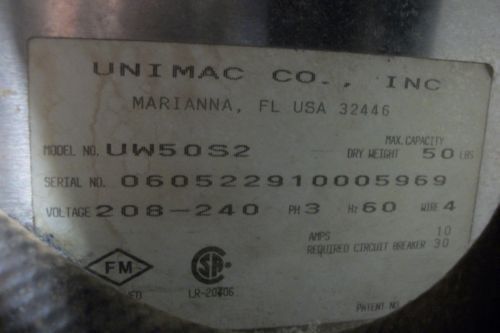 UNIMAC CO., INC
MARIANNA, FL USA 32446
MAX. CAPACITY
MODEL NO. UW50S2 DRY WEIGHT 50 LBS
SERIAL NO. 060522910005969
VOLTAGE 208-240 PH 3 Hz 60 WIRE 4
AMPS 10
REQUIRED CIRCUIT BREAKER 30
FM
SA
LR-20706
PATENT NO.